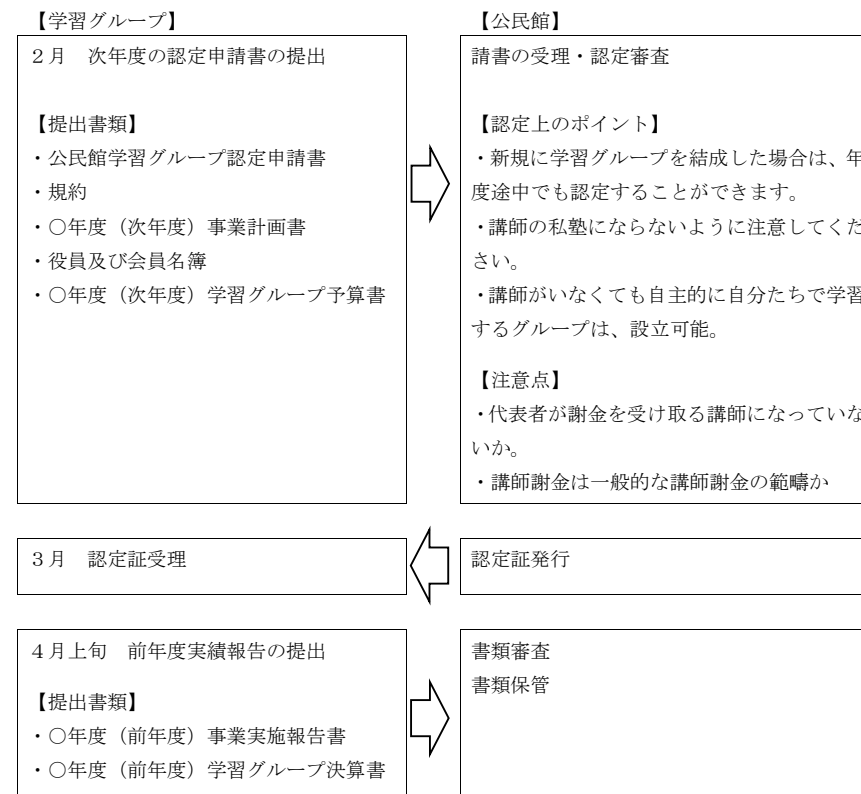 【学習グループ】
２月　次年度の認定申請書の提出
【提出書類】
・公民館学習グループ認定申請書
・規約
・〇年度（次年度）事業計画書
・役員及び会員名簿
・〇年度（次年度）学習グループ予算書
【公民館】
請書の受理・認定審査
【認定上のポイント】
・新規に学習グループを結成した場合は、年
度途中でも認定することができます。
・講師の私塾にならないように注意してくだ
さい。
・講師がいなくても自主的に自分たちで学習
するグループは、設立可能。
【注意点】
・代表者が謝金を受け取る講師になっていな
いか。
・講師謝金は一般的な講師謝金の範疇か
３月　認定証受理
認定証発行
４月上旬　前年度実績報告の提出
【提出書類】
・〇年度（前年度）事業実施報告書
・〇年度（前年度）学習グループ決算書
書類審査
書類保管